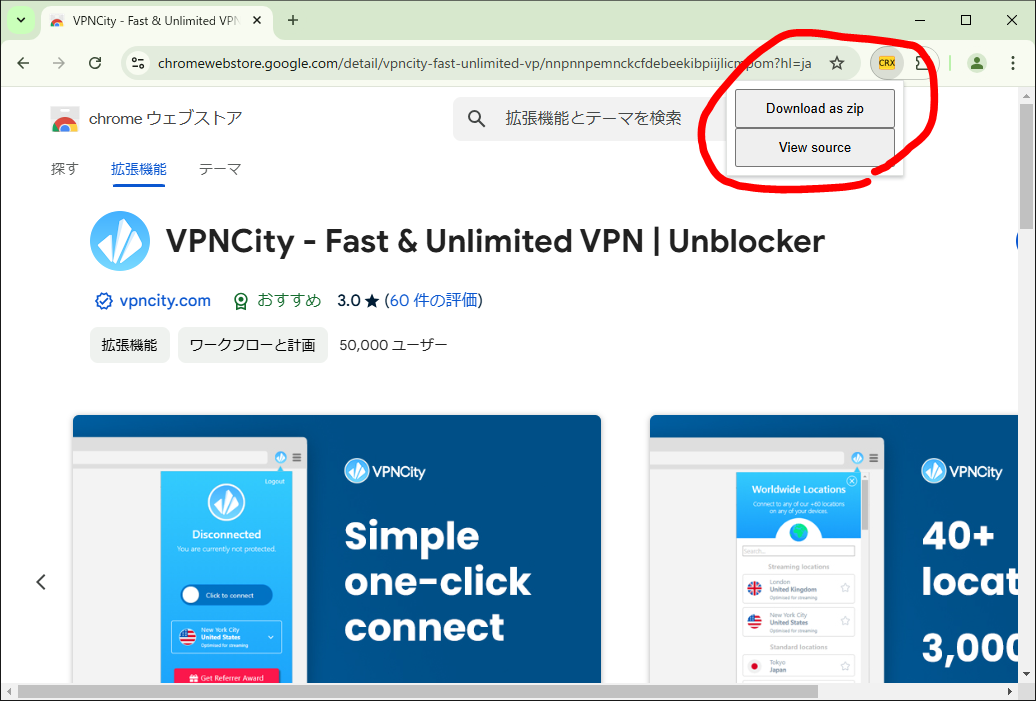 VPNCity - Fast & Unlimited VPN
chromewebstore.google.com/detail/vpncity-fast-unlimited-vp/nnpnnpemnckcfdebeekibpiijlicmpom?hl=ja
CRX
Download as zip
View source
chrome ウェブストア
拡張機能とテーマを検索
探す
拡張機能
テーマ
VPNCity - Fast & Unlimited VPN | Unblocker
vpncity.com
おすすめ
3.0 ★ (60 件の評価)
拡張機能
ワークフローと計画
50,000 ユーザー
Logout
Disconnected
You are currently not protected.
Click to connect
New York City
United States
Optimised for streaming
Get Referrer Award
VPNCity
Simple
one-click
connect
Worldwide Locations
Connect to any of our +60 locations
on any of your devices.
Search...
Streaming locations
London
United Kingdom
Optimised for streaming
New York City
United States
Optimised for streaming
Standard locations
Tokyo
Japan
VPNCity
40+
locat
3,000